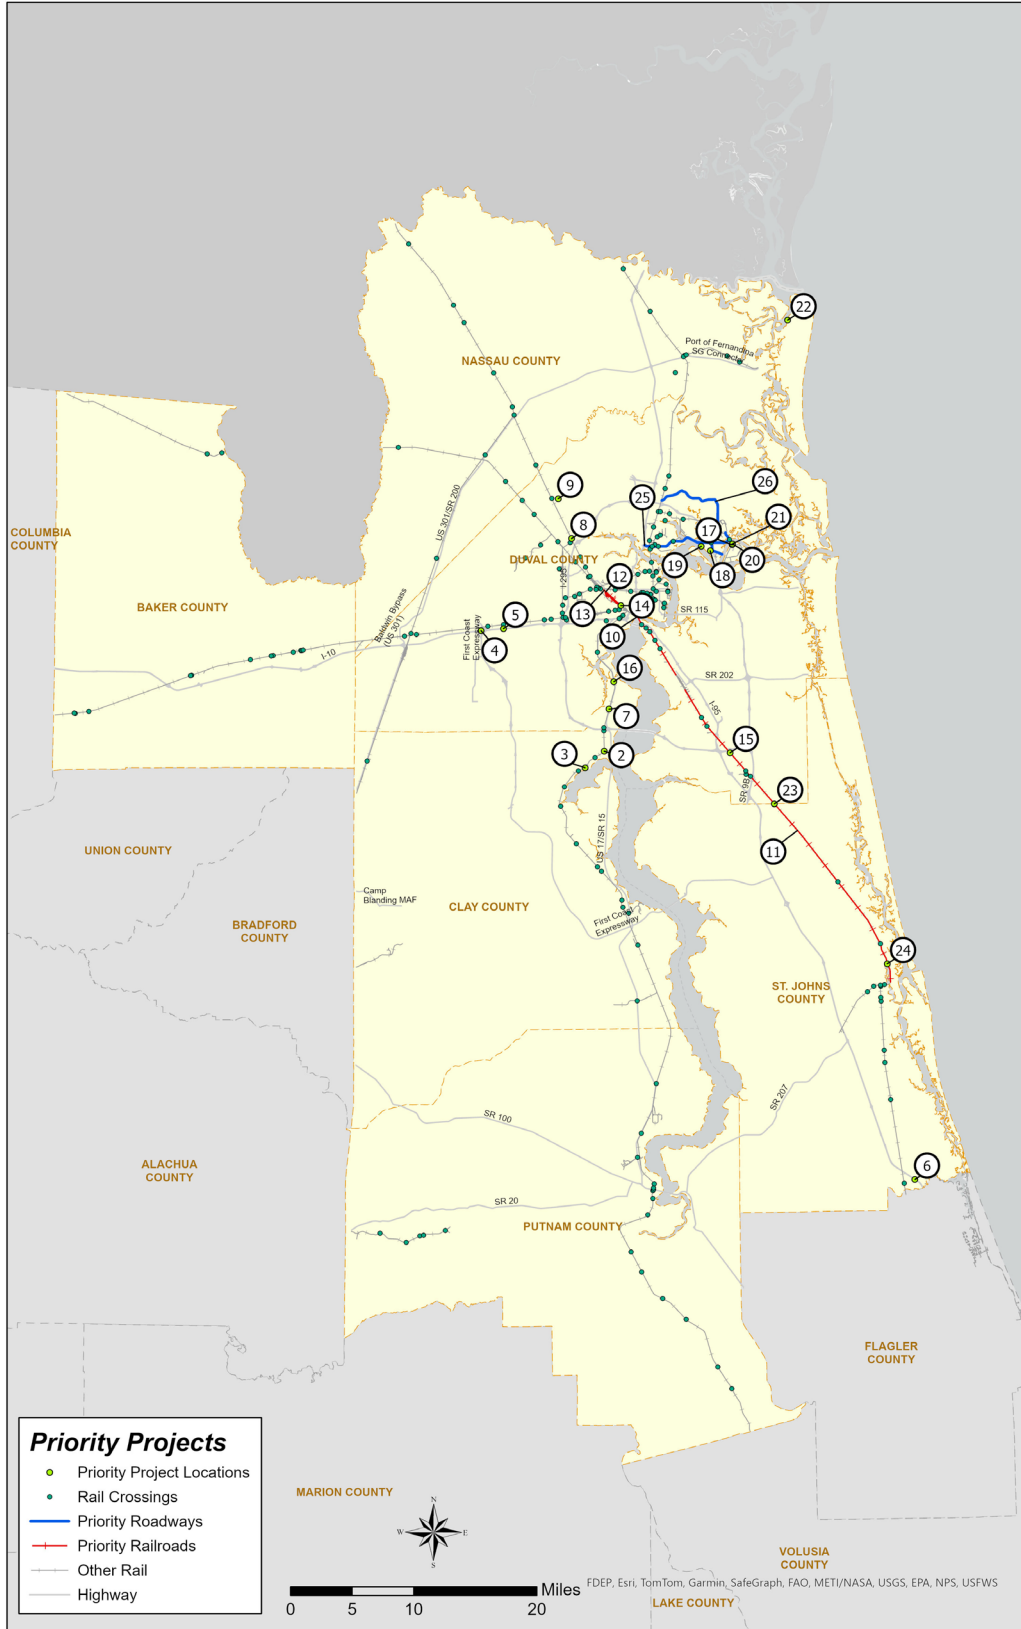 22
Port of Fernandina
SG Connector
NASSAU COUNTY
US 301/SR 200
9
26
25
8
17
21
COLUMBIA
COUNTY
DUVAL COUNTY
19
18
20
I-295
12
BAKER COUNTY
13
14
SR 115
Baldwin Bypass
(US 301)
First Coast
Expressway
5
10
4
I-10
16
SR 202
I-95
7
15
3
2
SR 9B
23
US 17/SR 15
11
UNION COUNTY
Camp
Blanding MAF
CLAY COUNTY
First Coast
Expressway
BRADFORD
COUNTY
24
ST. JOHNS
COUNTY
SR 207
SR 100
ALACHUA
COUNTY
6
SR 20
PUTNAM COUNTY
FLAGLER
COUNTY
Priority Projects
Priority Project Locations
Rail Crossings
Priority Roadways
Priority Railroads
Other Rail
Highway
MARION COUNTY
N
W
E
S
VOLUSIA
COUNTY
Miles
0
5
10
20
FDEP, Esri, TomTom, Garmin, SafeGraph, FAO, METI/NASA, USGS, EPA, NPS, USFWS
LAKE COUNTY